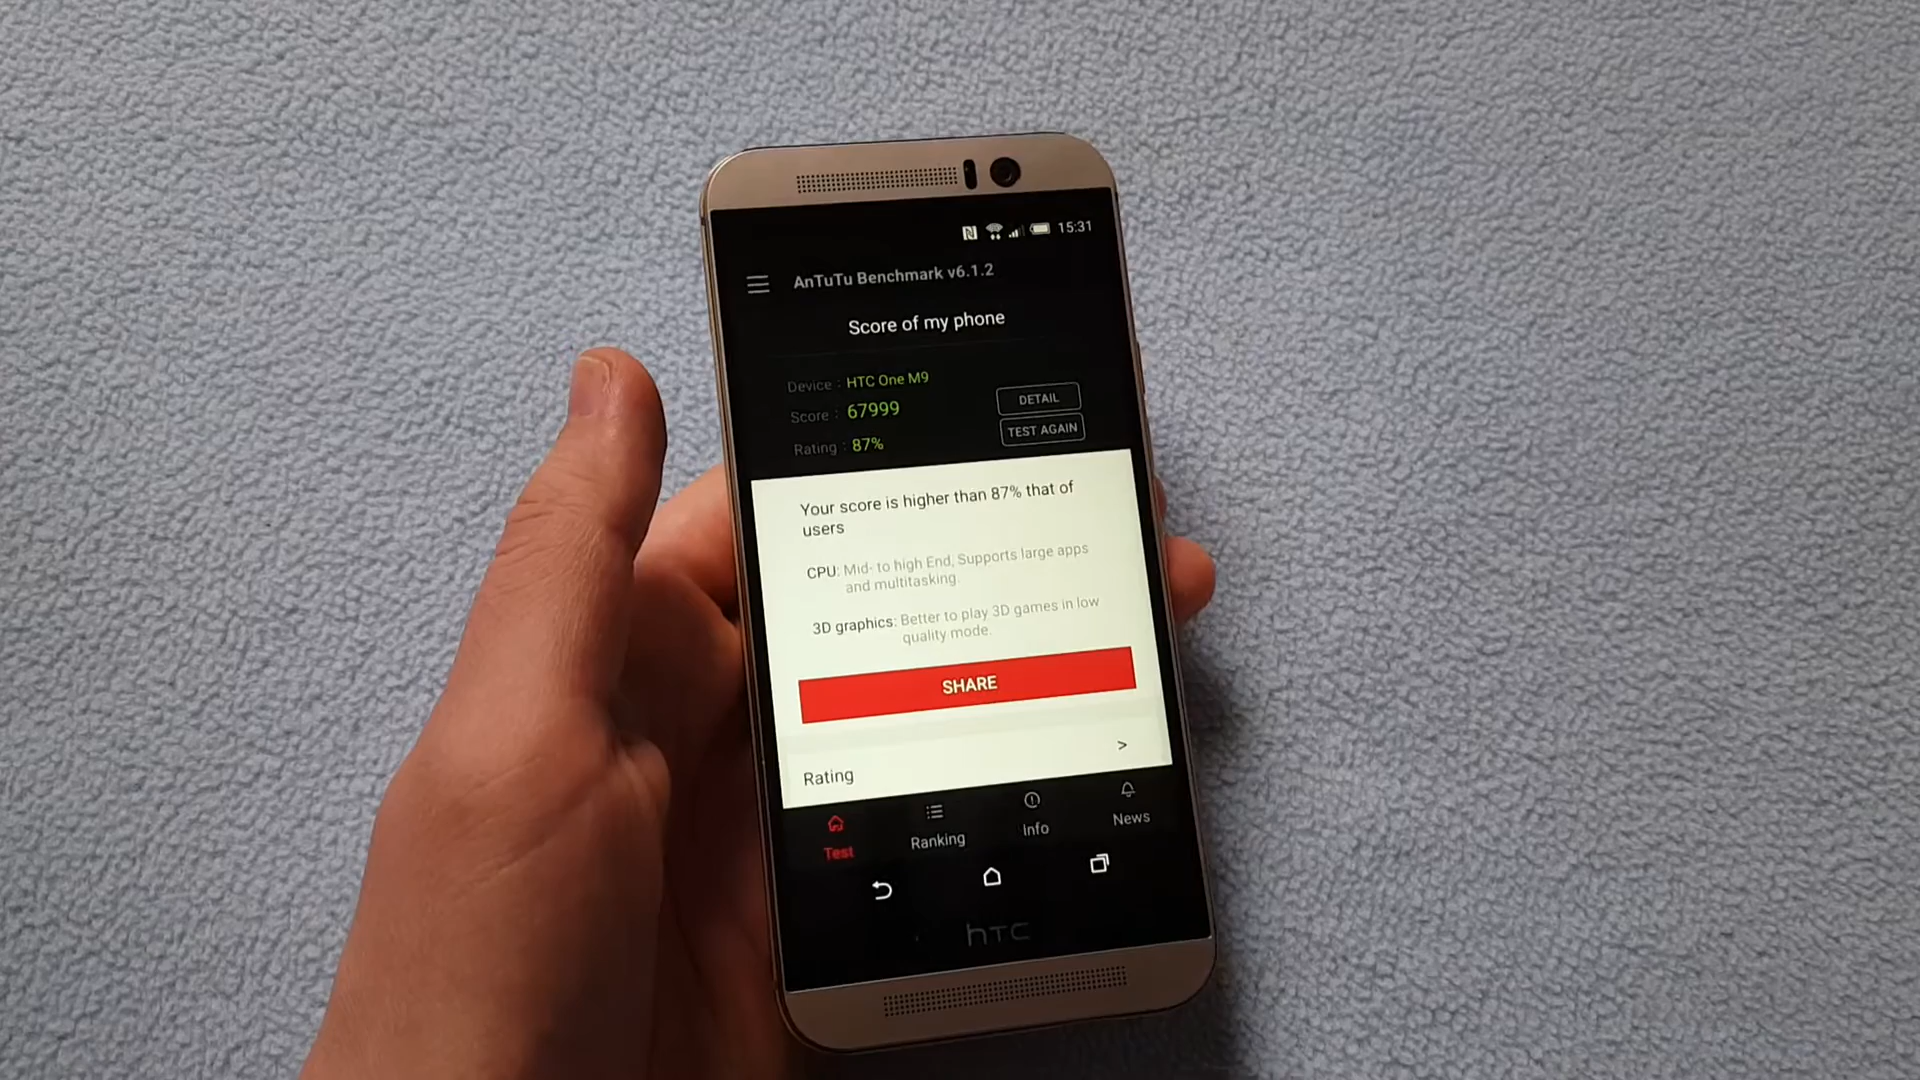 15:31
AnTuTu Benchmark v6.1.2
Score of my phone
Device : HTC One M9
Score : 67999
Rating : 87%
DETAIL
TEST AGAIN
Your score is higher than 87% that of
users
CPU: Mid- to high End, Supports large apps
and multitasking.
3D graphics: Better to play 3D games in low
quality mode.
SHARE
Rating >
Test
Ranking
Info
News
hTC